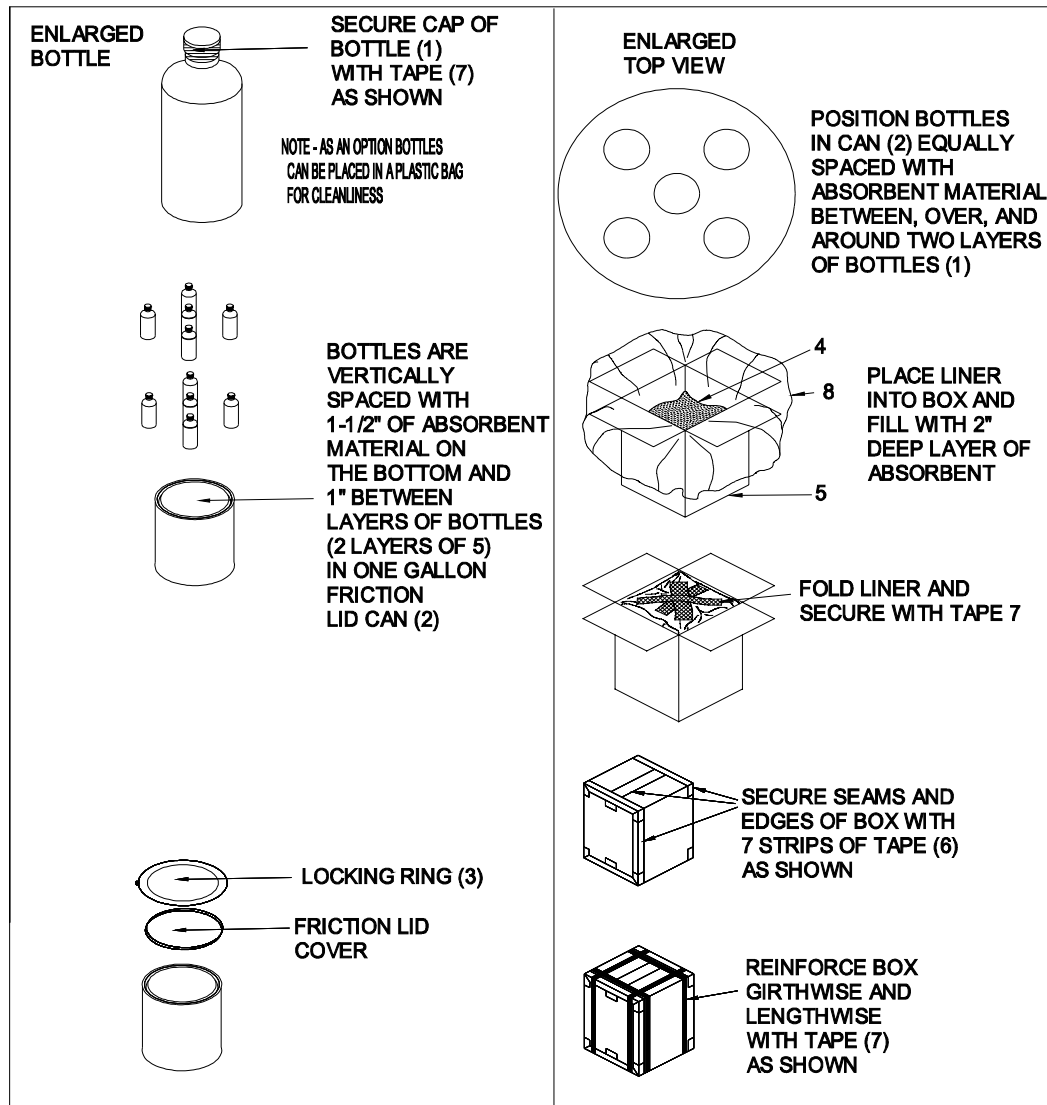 ENLARGED
BOTTLE
SECURE CAP OF
BOTTLE (1)
WITH TAPE (7)
AS SHOWN
NOTE - AS AN OPTION BOTTLES
CAN BE PLACED IN A PLASTIC BAG
FOR CLEANLINESS
BOTTLES ARE
VERTICALLY
SPACED WITH
1-1/2" OF ABSORBENT
MATERIAL ON
THE BOTTOM AND
1" BETWEEN
LAYERS OF BOTTLES
(2 LAYERS OF 5)
IN ONE GALLON
FRICTION
LID CAN (2)
LOCKING RING (3)
FRICTION LID
COVER
ENLARGED
TOP VIEW
POSITION BOTTLES
IN CAN (2) EQUALLY
SPACED WITH
ABSORBENT MATERIAL
BETWEEN, OVER, AND
AROUND TWO LAYERS
OF BOTTLES (1)
4
8
5
PLACE LINER
INTO BOX AND
FILL WITH 2"
DEEP LAYER OF
ABSORBENT
FOLD LINER AND
SECURE WITH TAPE 7
SECURE SEAMS AND
EDGES OF BOX WITH
7 STRIPS OF TAPE (6)
AS SHOWN
REINFORCE BOX
GIRTHWISE AND
LENGTHWISE
WITH TAPE (7)
AS SHOWN